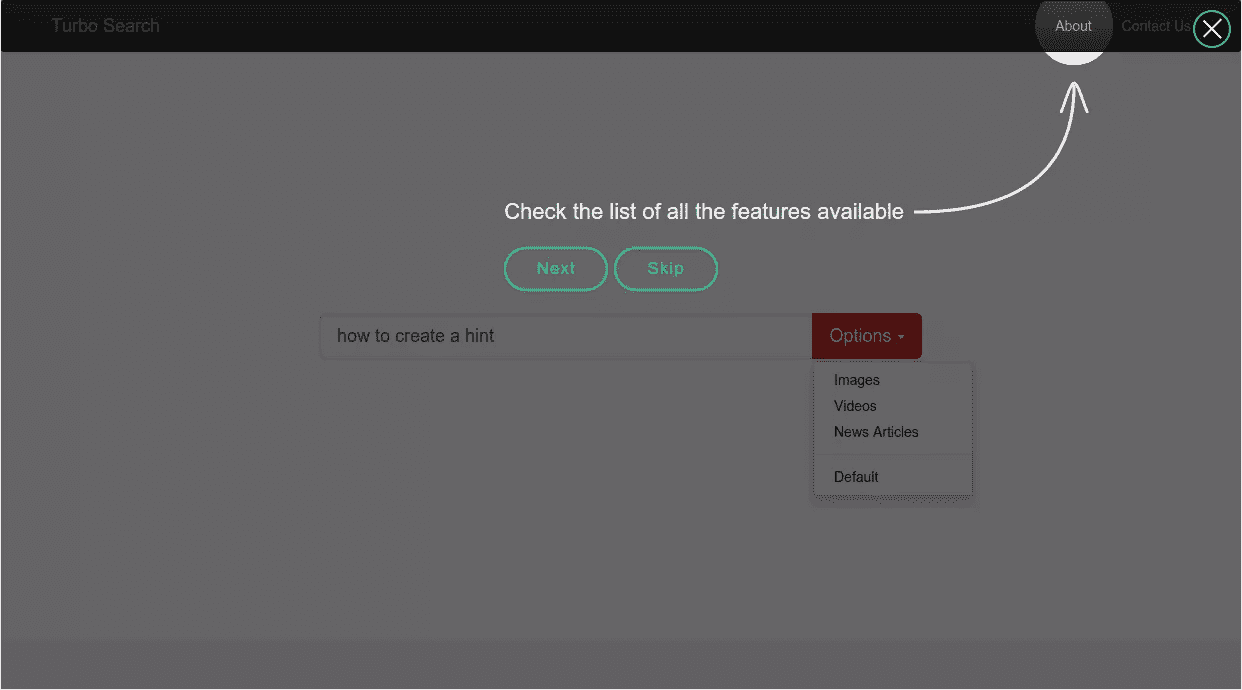 Turbo Search
About
Contact Us
Check the list of all the features available
Next
Skip
how to create a hint
Options
Images
Videos
News Articles
Default